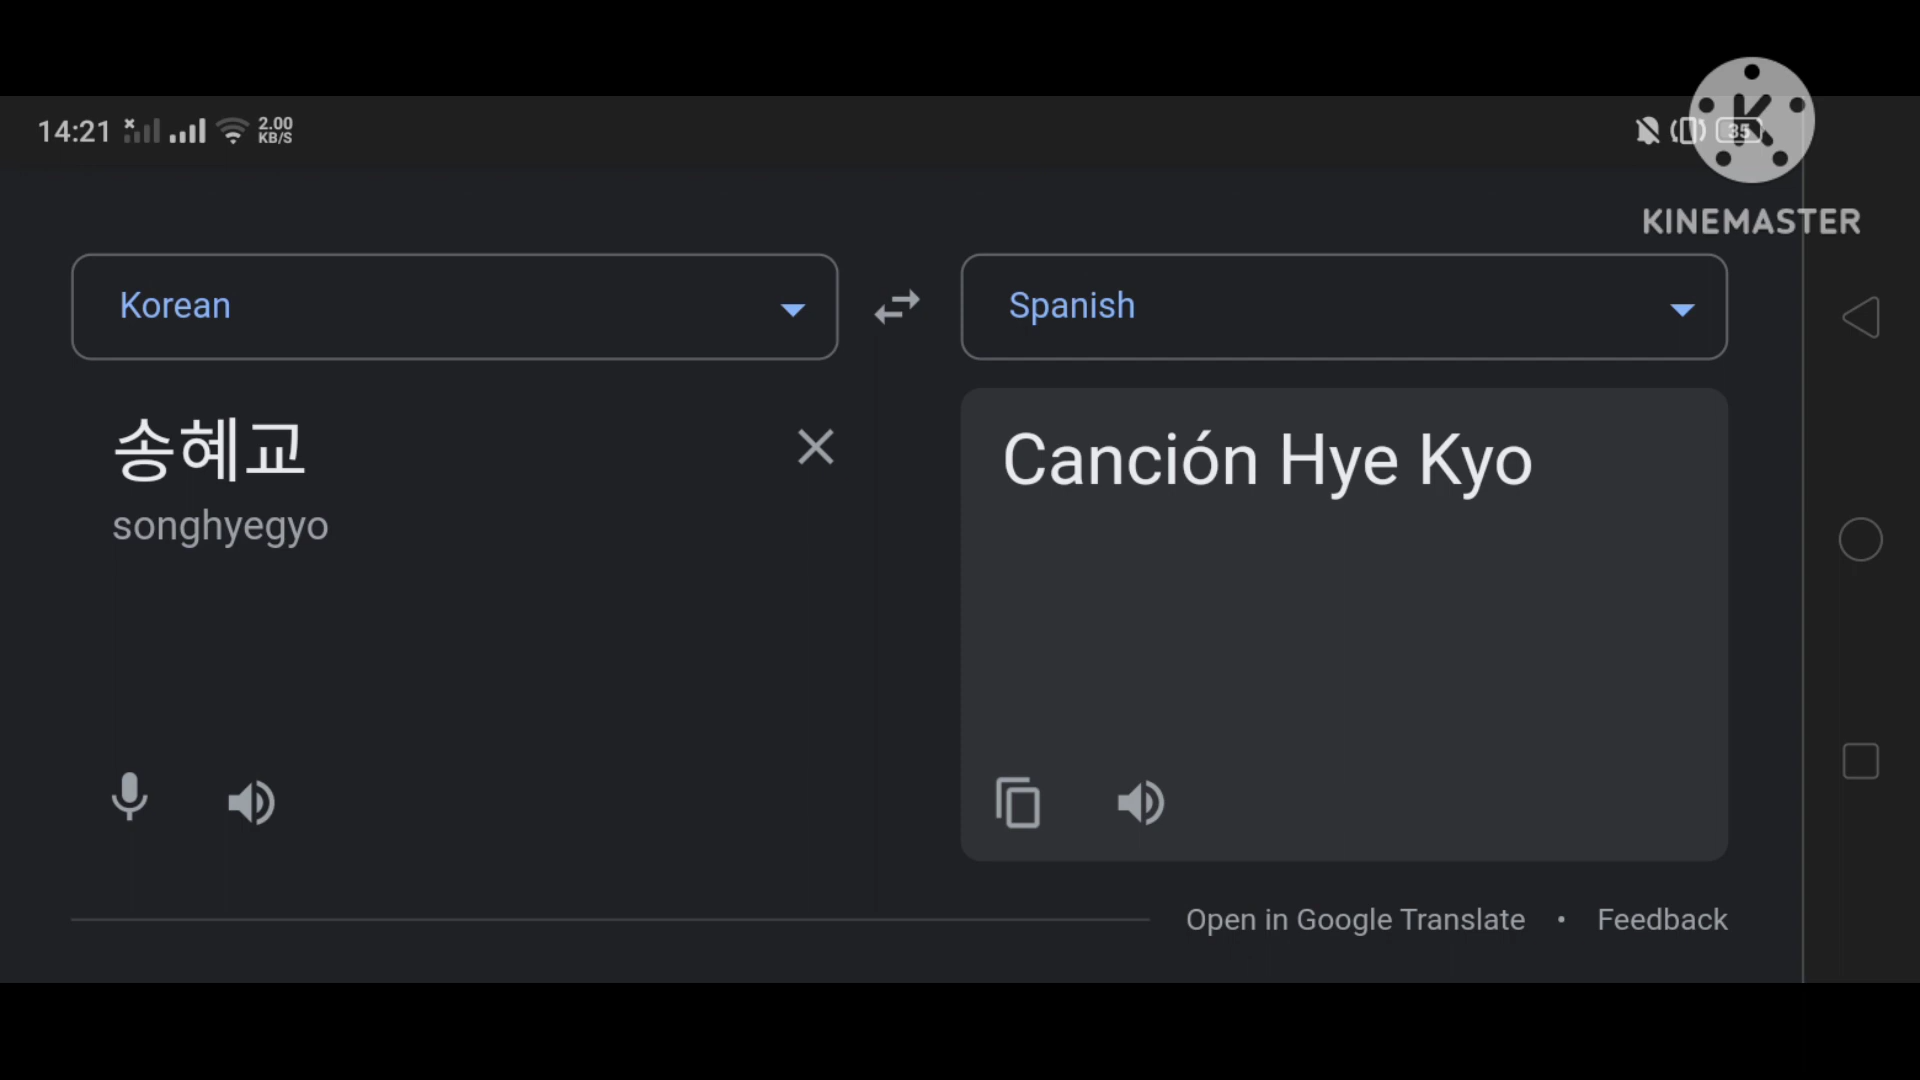 14:21 2.00 KB/S 35
KINEMASTER
Korean
Spanish
송혜교
songhyegyo
Canción Hye Kyo
Open in Google Translate • Feedback